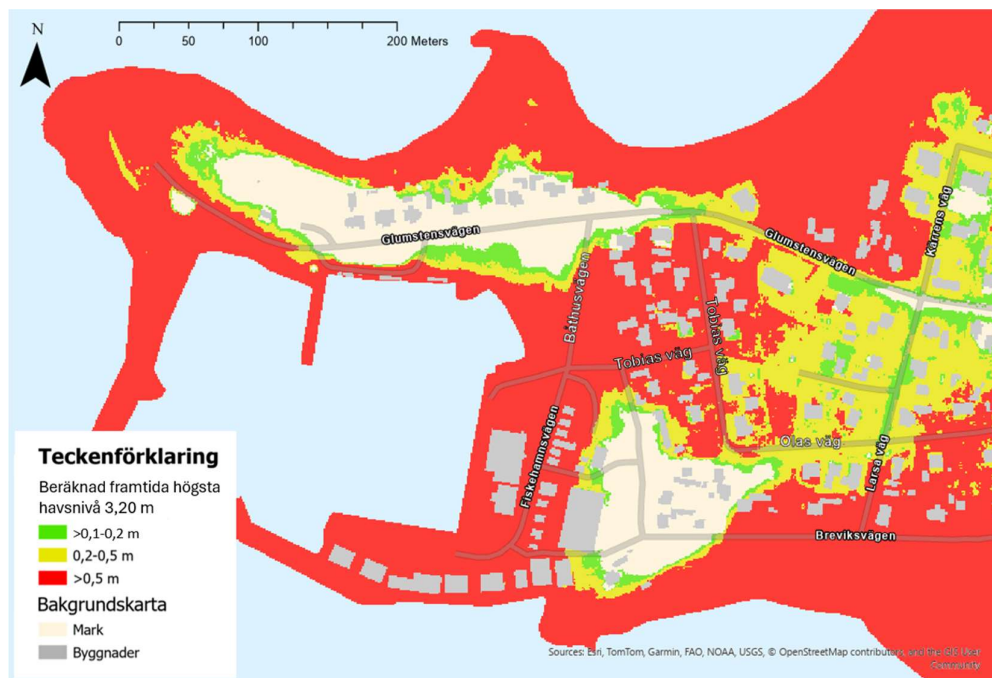 N
0 50 100 200 Meters
Glumstensvägen
Glumstensvägen
Kärrens väg
Båthusvägen
Tobias väg
Tobias väg
Fiskehamnsvägen
Olas väg
Larsa väg
Breviksvägen
Teckenförklaring
Beräknad framtida högsta
havsnivå 3,20 m
>0,1-0,2 m
0,2-0,5 m
>0,5 m
Bakgrundskarta
Mark
Byggnader
Sources: Esri, TomTom, Garmin, FAO, NOAA, USGS, © OpenStreetMap contributors, and the GIS User
Community